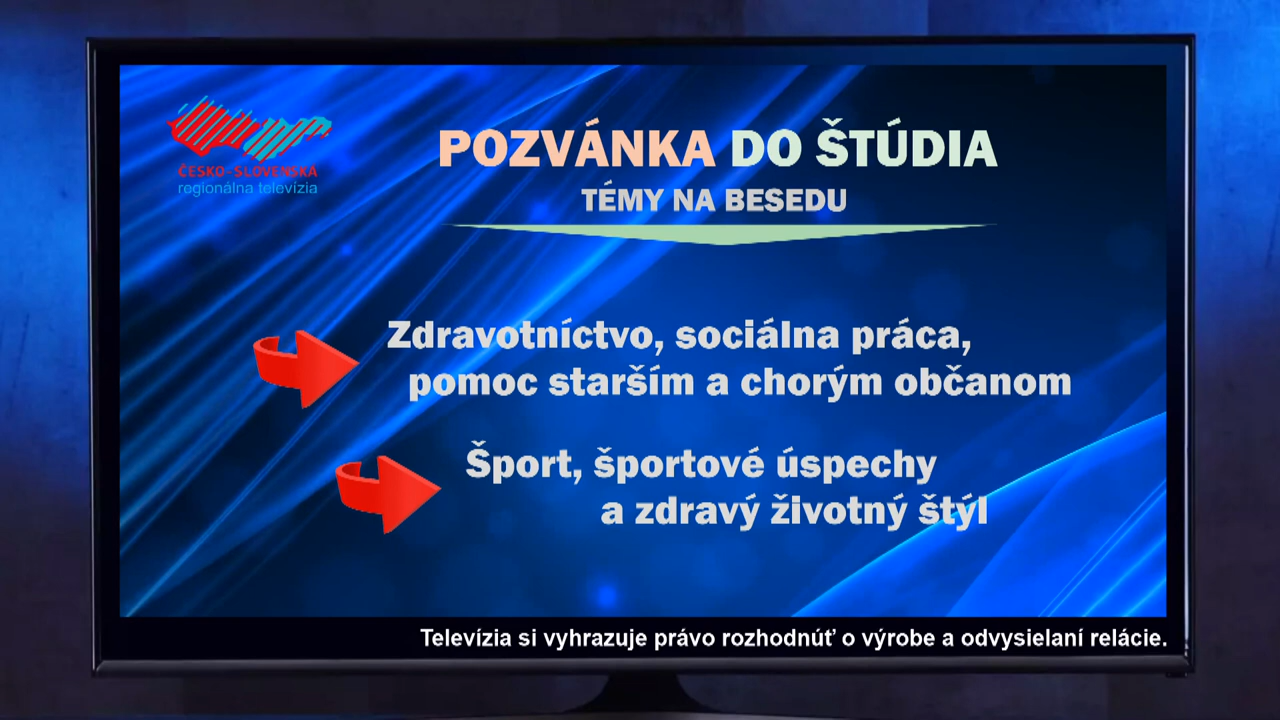 ČESKO-SLOVENSKÁ
regionálna televízia
POZVÁNKA DO ŠTÚDIA
TÉMY NA BESEDU
Zdravotníctvo, sociálna práca,
pomoc starším a chorým občanom
Šport, športové úspechy
a zdravý životný štýl
Televízia si vyhrazuje právo rozhodnúť o výrobe a odvysielaní relácie.